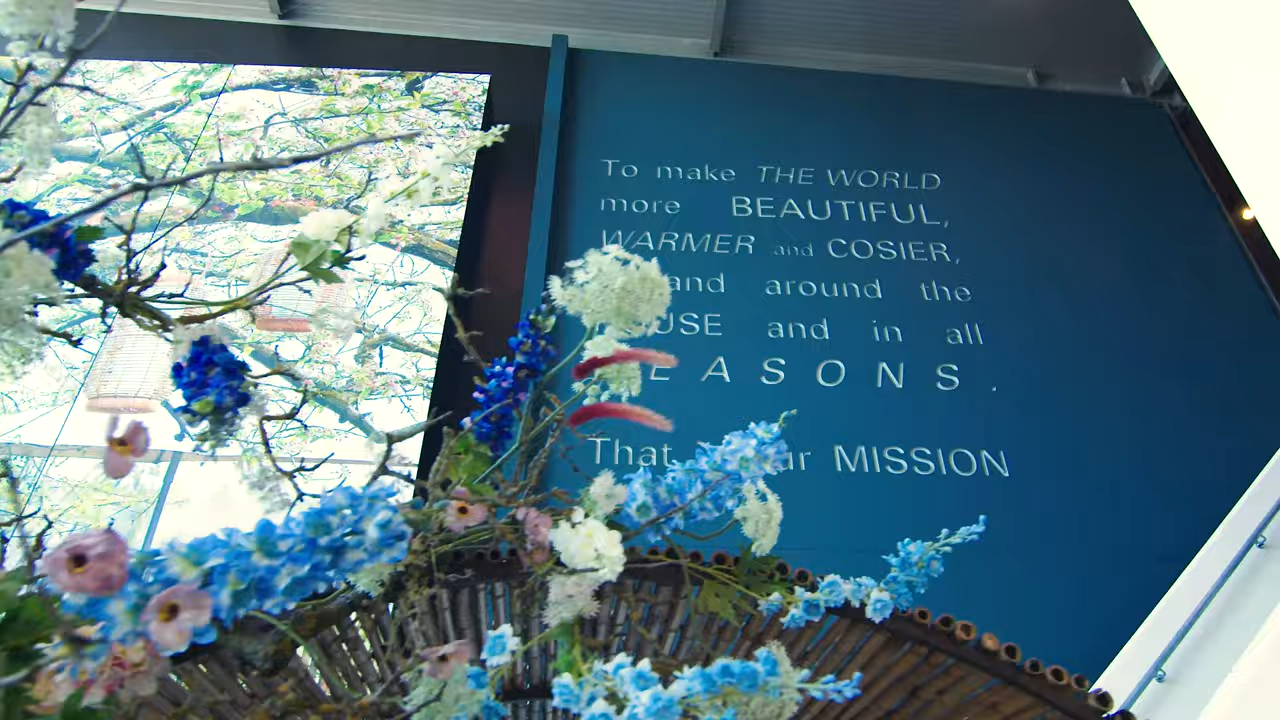 To make THE WORLD
more BEAUTIFUL,
WARMER and COSIER,
and around the
and in all
That MISSION